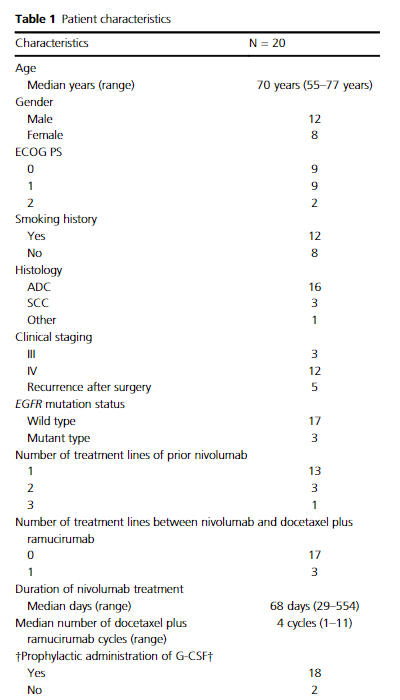 Table 1 Patient characteristics
Characteristics N = 20
Age
Median years (range) 70 years (55–77 years)
Gender
Male 12
Female 8
ECOG PS
0 9
1 9
2 2
Smoking history
Yes 12
No 8
Histology
ADC 16
SCC 3
Other 1
Clinical staging
III 3
IV 12
Recurrence after surgery 5
EGFR mutation status
Wild type 17
Mutant type 3
Number of treatment lines of prior nivolumab
1 13
2 3
3 1
Number of treatment lines between nivolumab and docetaxel plus
ramucirumab
0 17
1 3
Duration of nivolumab treatment
Median days (range) 68 days (29–554)
Median number of docetaxel plus 4 cycles (1–11)
ramucirumab cycles (range)
†Prophylactic administration of G-CSF†
Yes 18
No 2